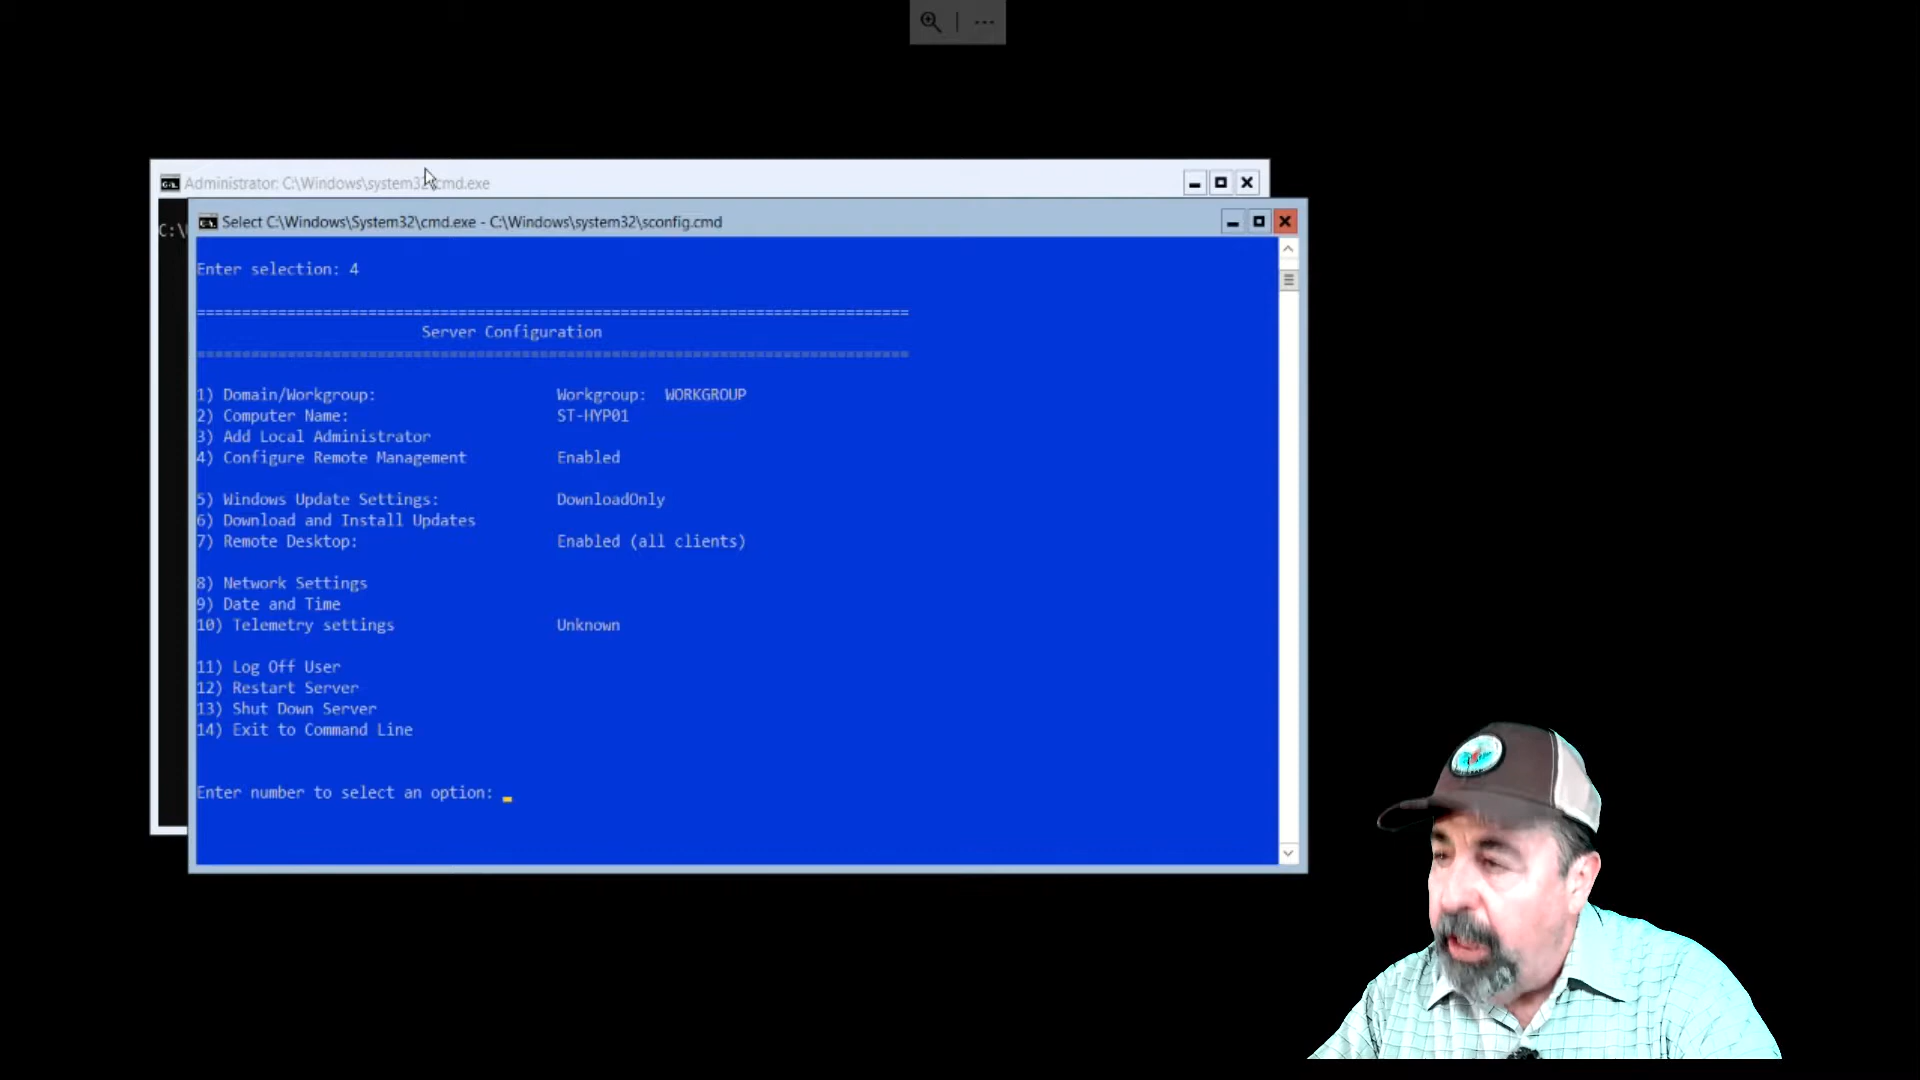 Administrator: C:\Windows\system32\cmd.exe
C:\
Select C:\Windows\System32\cmd.exe - C:\Windows\system32\sconfig.cmd
Enter selection: 4
===============================================================================
Server Configuration
===============================================================================
1) Domain/Workgroup: Workgroup: WORKGROUP
2) Computer Name: ST-HYP01
3) Add Local Administrator
4) Configure Remote Management Enabled
5) Windows Update Settings: DownloadOnly
6) Download and Install Updates
7) Remote Desktop: Enabled (all clients)
8) Network Settings
9) Date and Time
10) Telemetry settings Unknown
11) Log Off User
12) Restart Server
13) Shut Down Server
14) Exit to Command Line
Enter number to select an option: